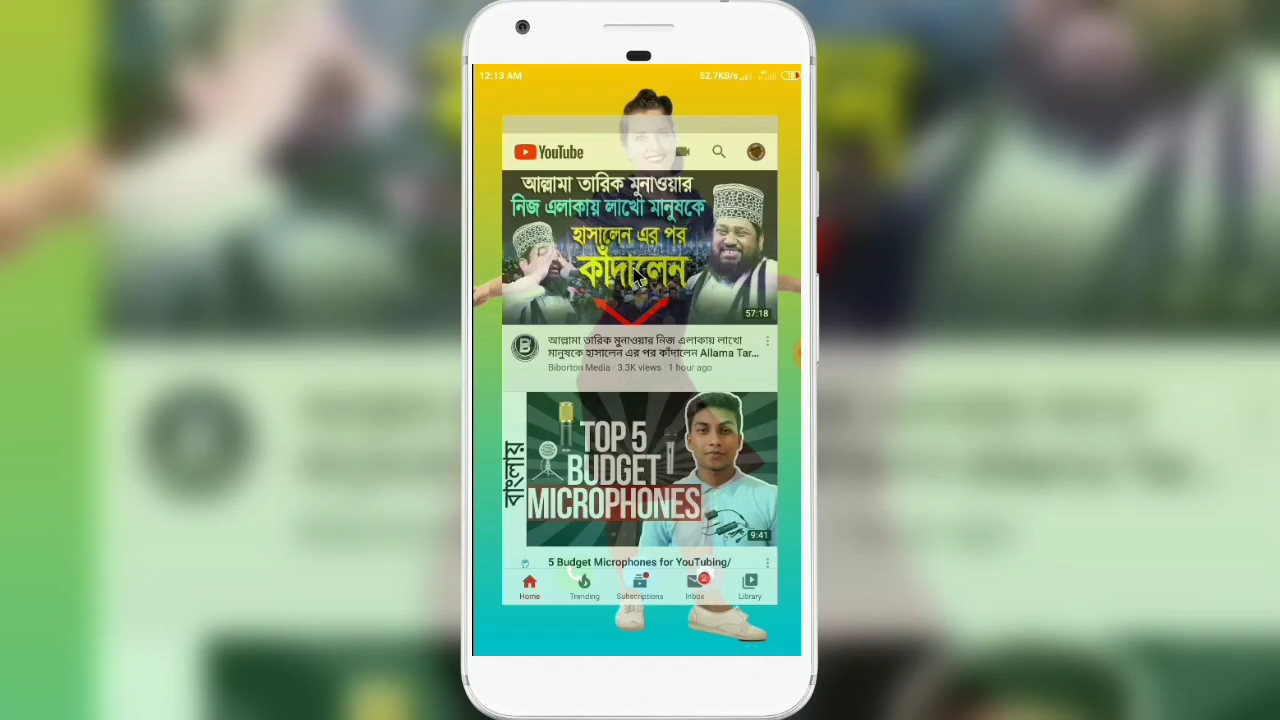 12:13 AM
52.7KB/s
YouTube
আল্লামা তারিক মুনাওয়ার
নিজ এলাকায় লাখো মানুষকে
হাসালেন এর পর
কাঁদালেন
57:18
B
আল্লামা তারিক মুনাওয়ার নিজ এলাকায় লাখো
মানুষকে হাসালেন এর পর কাঁদালেন Allama Tar...
Biborton Media · 3.3K views · 1 hour ago
বাংলায়
TOP 5
BUDGET
MICROPHONES
9:41
5 Budget Microphones for YouTubing/
2
Home
Trending
Subscriptions
Inbox
Library